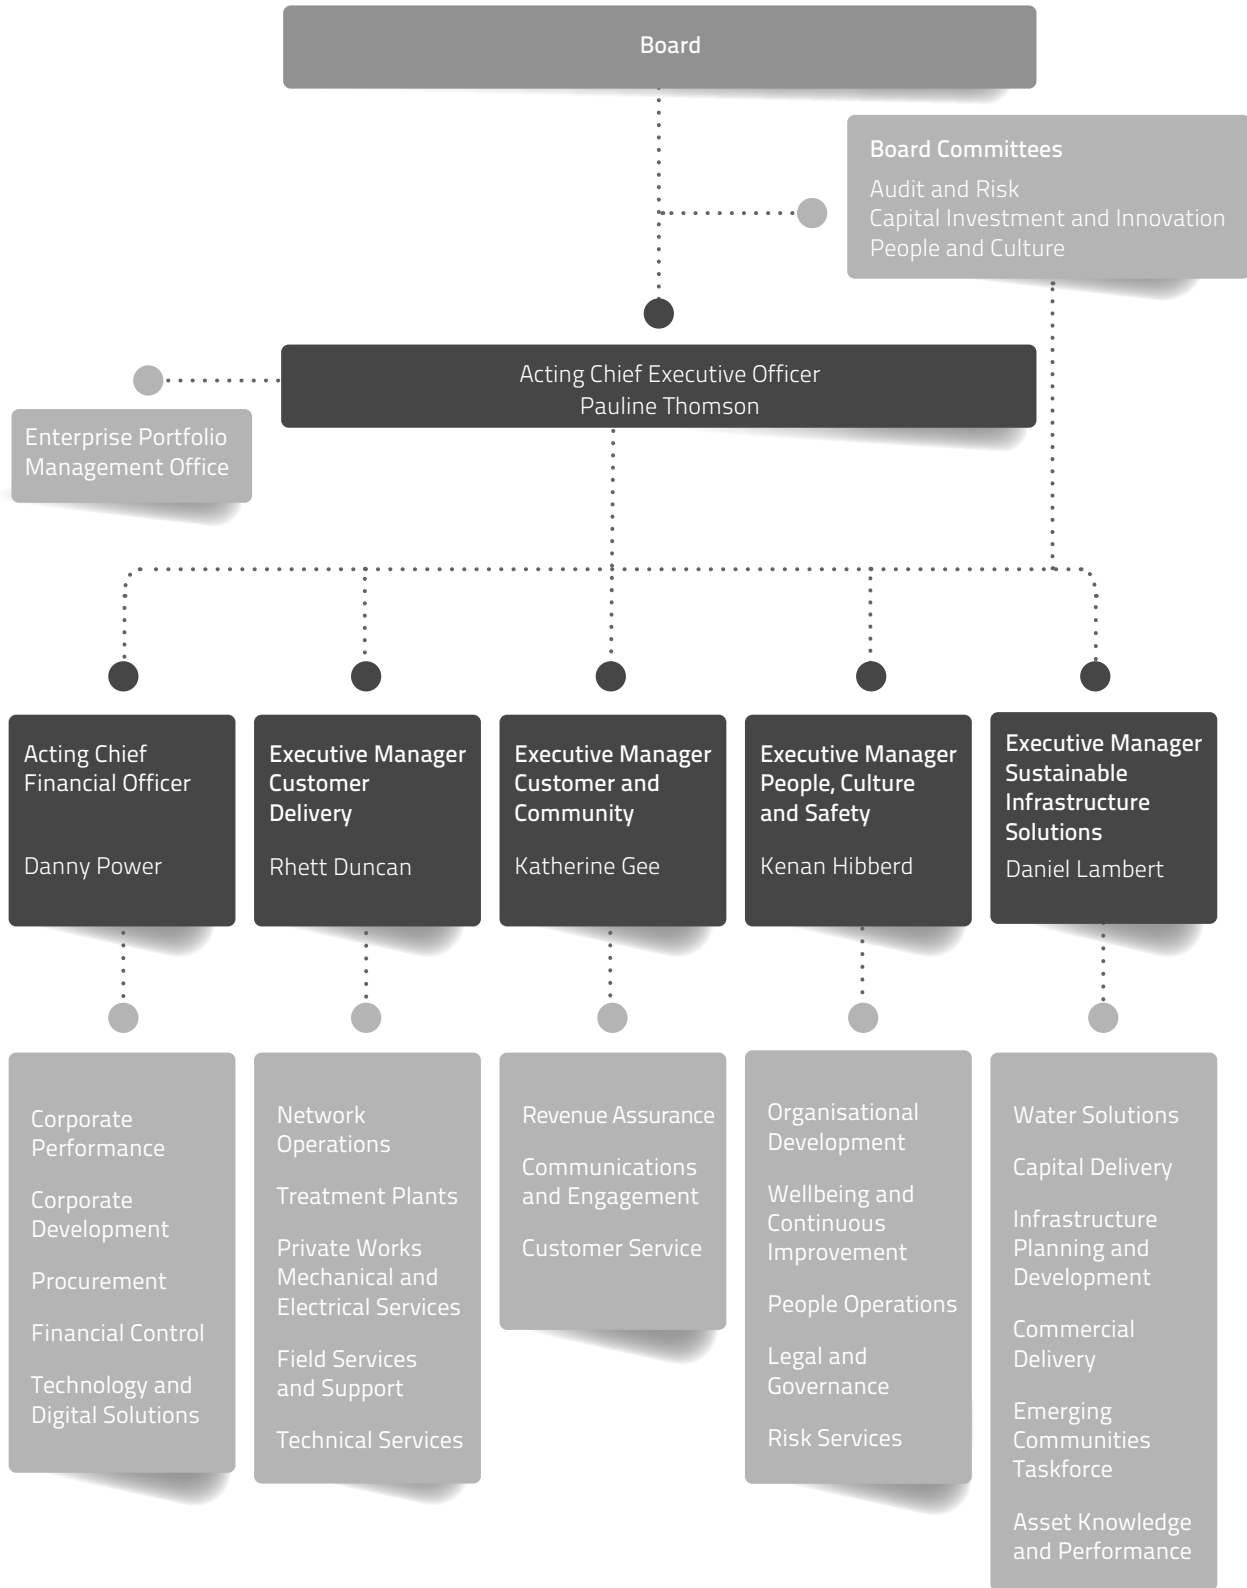 Board
Board Committees
Audit and Risk
Capital Investment and Innovation
People and Culture
Acting Chief Executive Officer
Pauline Thomson
Enterprise Portfolio
Management Office
Acting Chief
Financial Officer
Danny Power
Executive Manager
Customer
Delivery
Rhett Duncan
Executive Manager
Customer and
Community
Katherine Gee
Executive Manager
People, Culture
and Safety
Kenan Hibberd
Executive Manager
Sustainable
Infrastructure
Solutions
Daniel Lambert
Corporate
Performance
Corporate
Development
Procurement
Financial Control
Technology and
Digital Solutions
Network
Operations
Treatment Plants
Private Works
Mechanical and
Electrical Services
Field Services
and Support
Technical Services
Revenue Assurance
Communications
and Engagement
Customer Service
Organisational
Development
Wellbeing and
Continuous
Improvement
People Operations
Legal and
Governance
Risk Services
Water Solutions
Capital Delivery
Infrastructure
Planning and
Development
Commercial
Delivery
Emerging
Communities
Taskforce
Asset Knowledge
and Performance